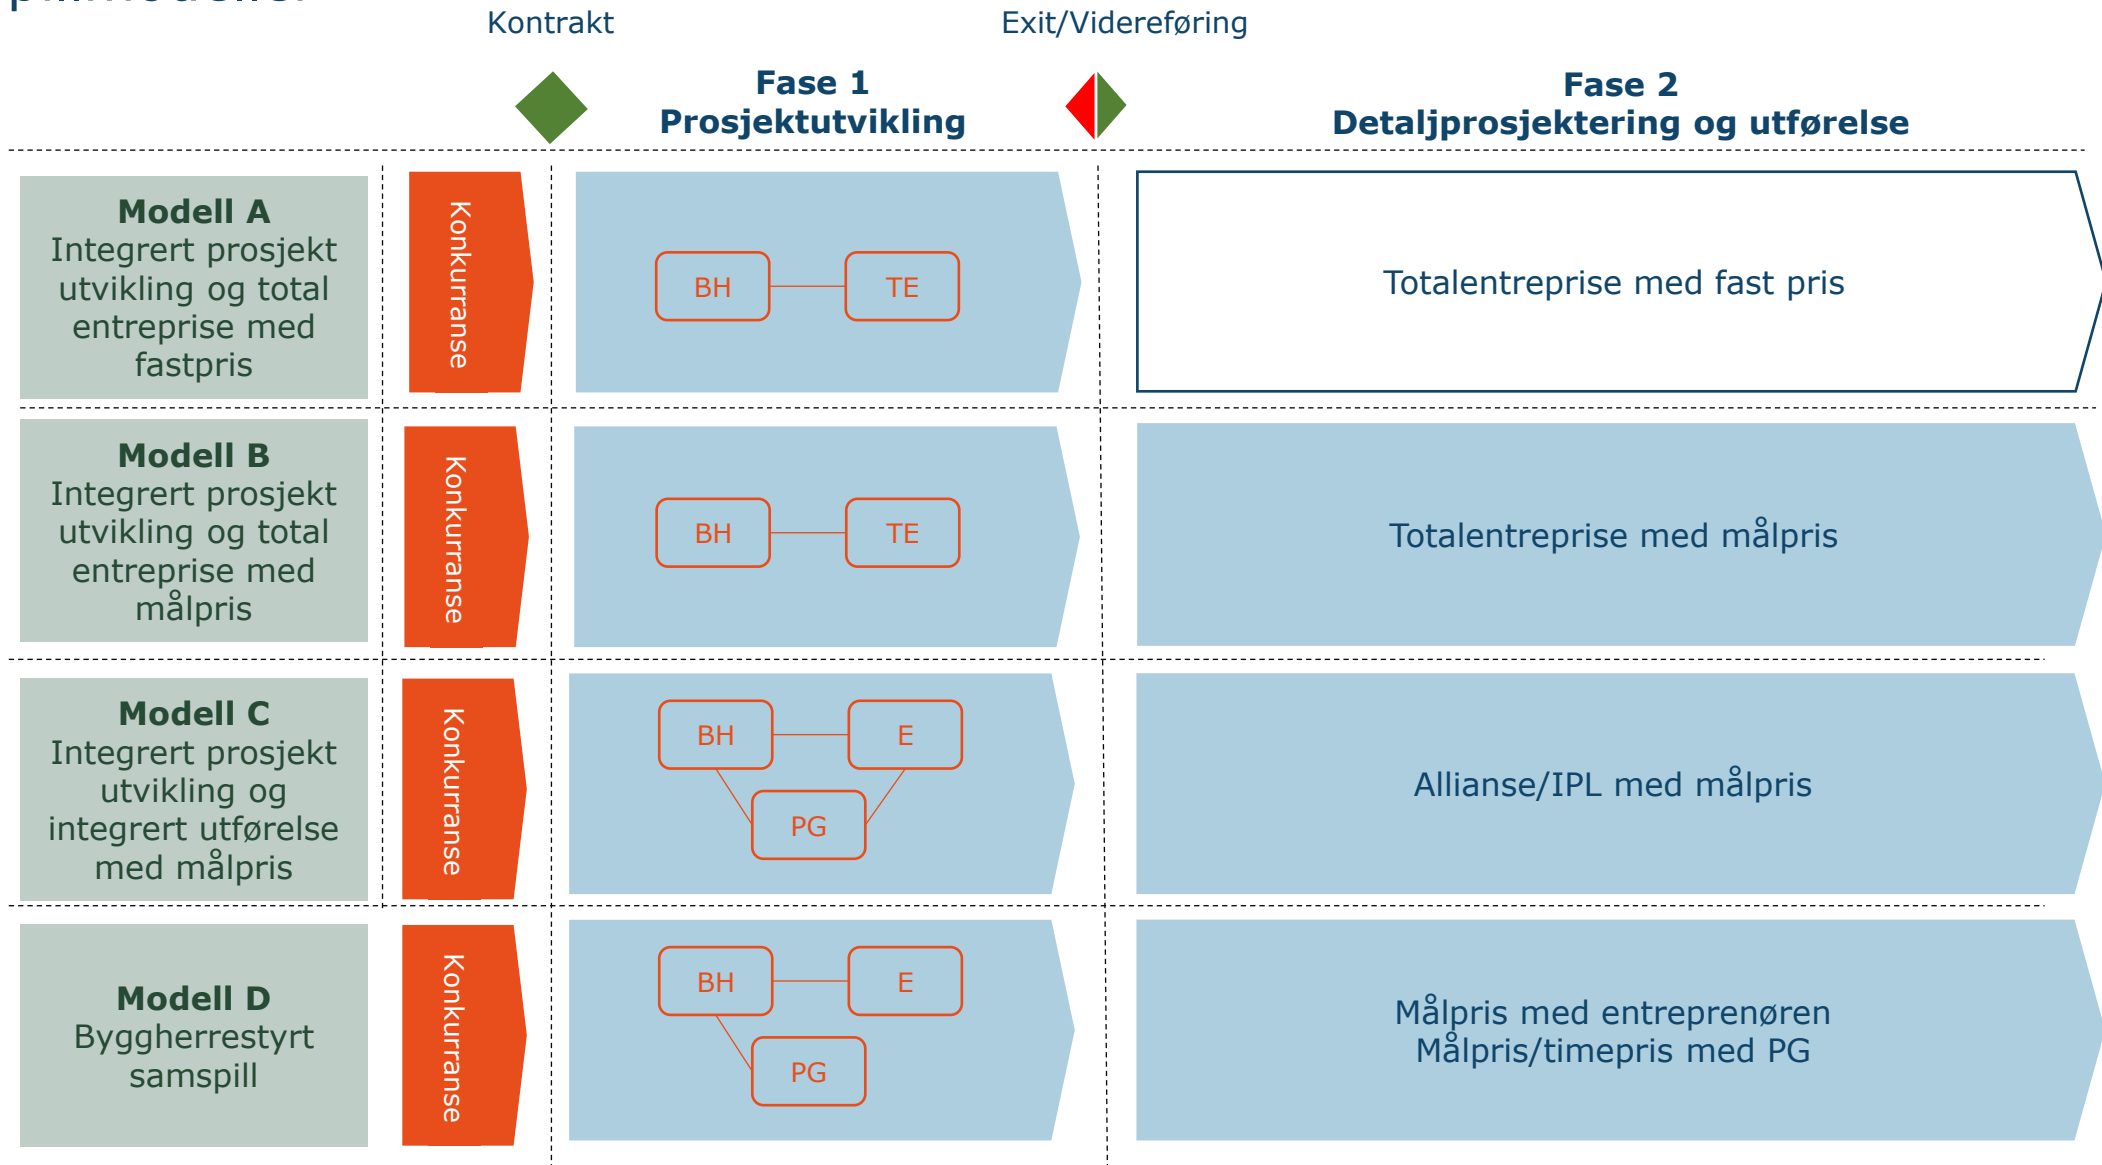 Kontrakt
Exit/Videreføring
Fase 1
Prosjektutvikling
Fase 2
Detaljprosjektering og utførelse
Modell A
Integrert prosjekt
utvikling og total
entreprise med
fastpris
Konkurranse
BH
TE
Totalentreprise med fast pris
Modell B
Integrert prosjekt
utvikling og total
entreprise med
målpris
Konkurranse
BH
TE
Totalentreprise med målpris
Modell C
Integrert prosjekt
utvikling og
integrert utførelse
med målpris
Konkurranse
BH
E
PG
Allianse/IPL med målpris
Modell D
Byggherrestyrt
samspill
Konkurranse
BH
E
PG
Målpris med entreprenøren
Målpris/timepris med PG